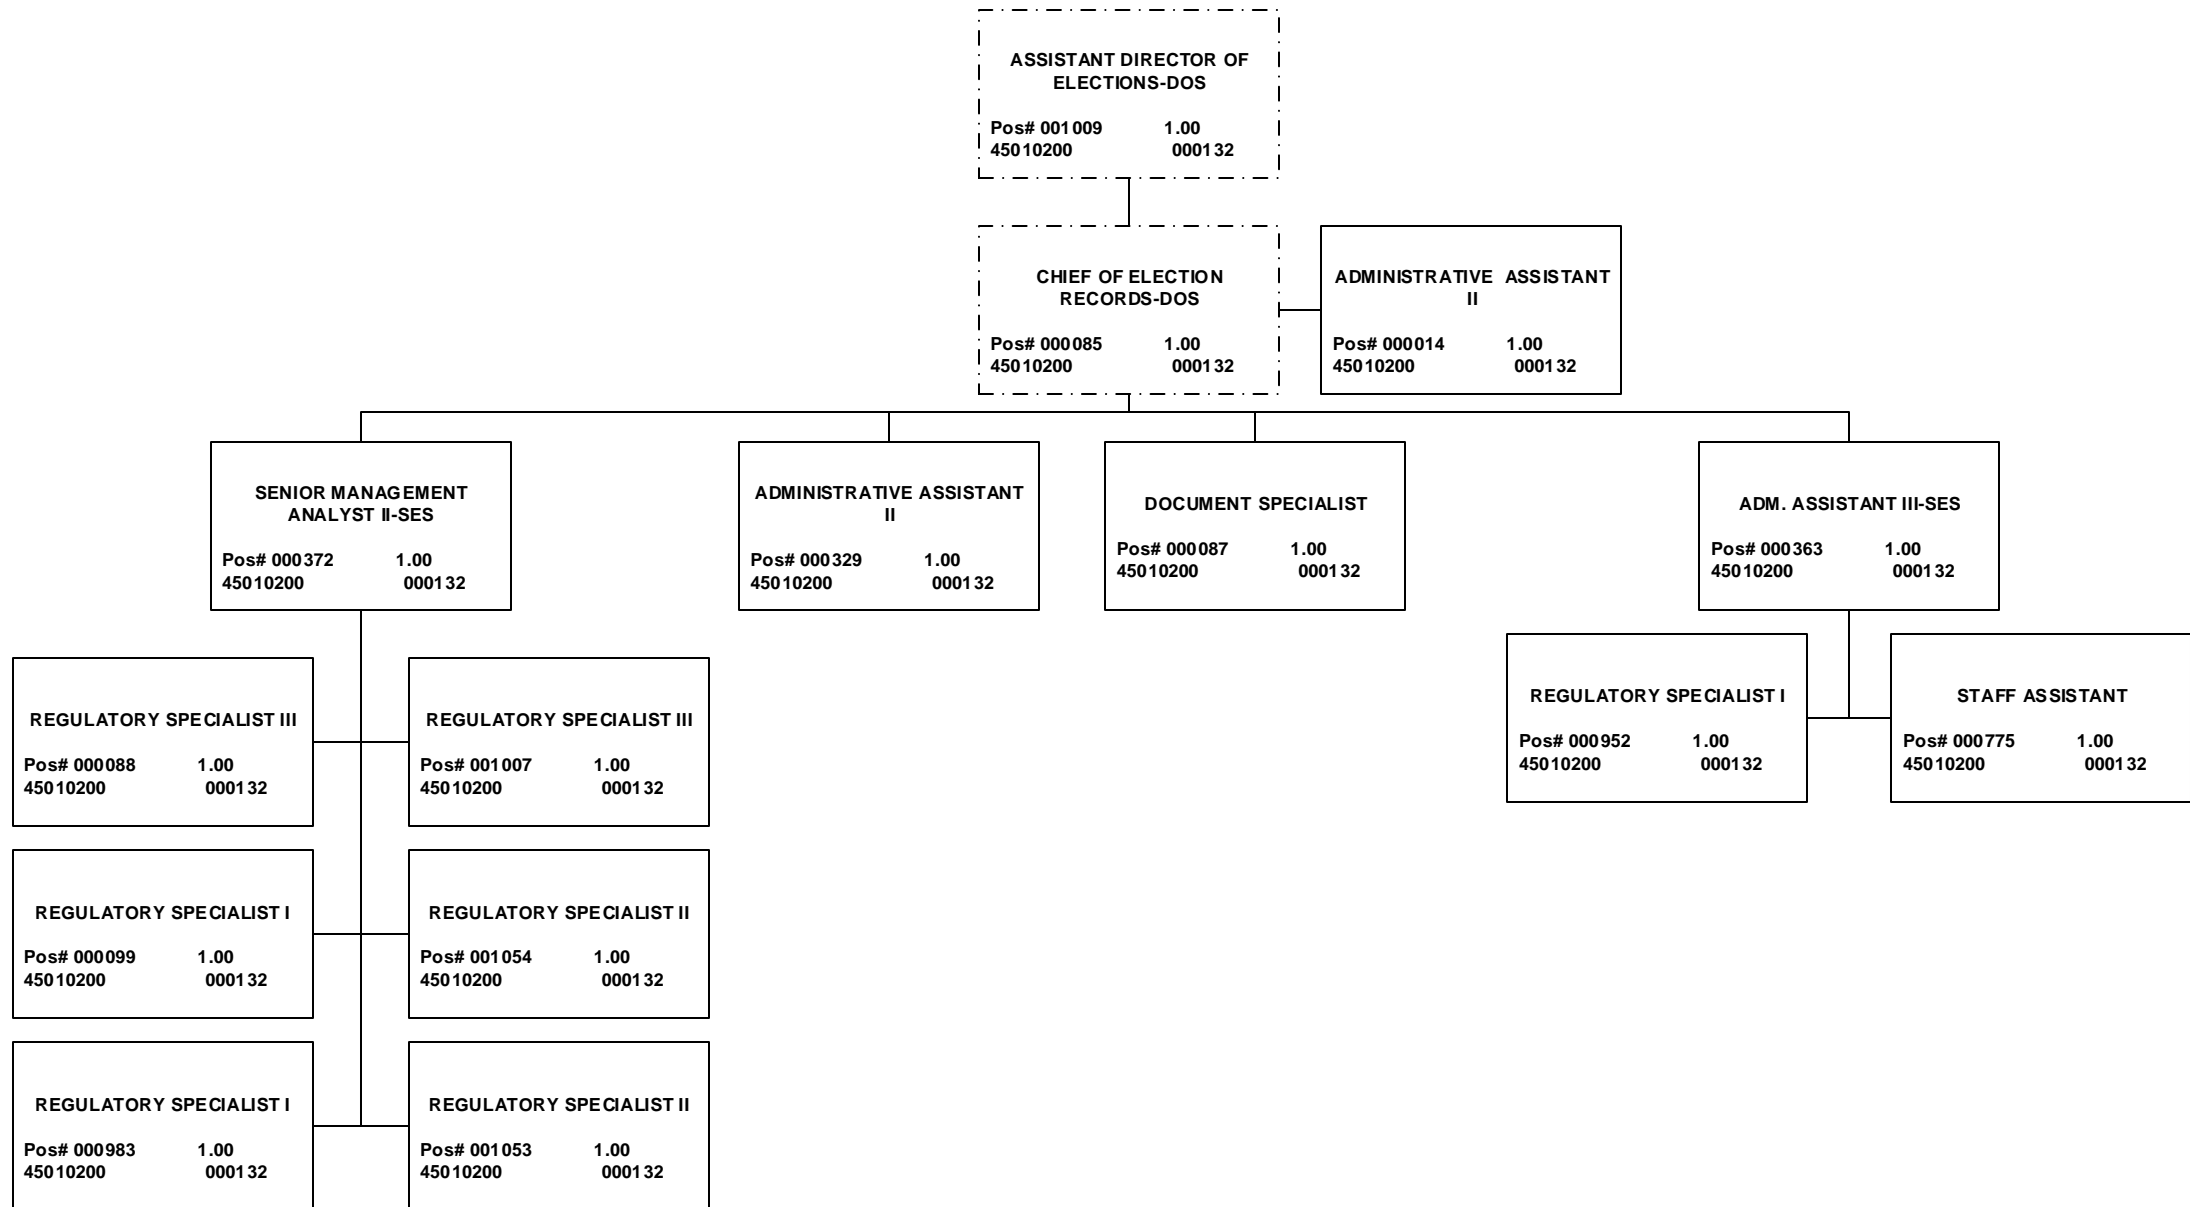 ASSISTANT DIRECTOR OF
ELECTIONS-DOS
Pos# 001009 1.00
45010200 000132
CHIEF OF ELECTION
RECORDS-DOS
Pos# 000085 1.00
45010200 000132
ADMINISTRATIVE ASSISTANT
II
Pos# 000014 1.00
45010200 000132
SENIOR MANAGEMENT
ANALYST II-SES
Pos# 000372 1.00
45010200 000132
ADMINISTRATIVE ASSISTANT
II
Pos# 000329 1.00
45010200 000132
DOCUMENT SPECIALIST
Pos# 000087 1.00
45010200 000132
ADM. ASSISTANT III-SES
Pos# 000363 1.00
45010200 000132
REGULATORY SPECIALIST III
Pos# 000088 1.00
45010200 000132
REGULATORY SPECIALIST III
Pos# 001007 1.00
45010200 000132
REGULATORY SPECIALIST I
Pos# 000952 1.00
45010200 000132
STAFF ASSISTANT
Pos# 000775 1.00
45010200 000132
REGULATORY SPECIALIST I
Pos# 000099 1.00
45010200 000132
REGULATORY SPECIALIST II
Pos# 001054 1.00
45010200 000132
REGULATORY SPECIALIST I
Pos# 000983 1.00
45010200 000132
REGULATORY SPECIALIST II
Pos# 001053 1.00
45010200 000132